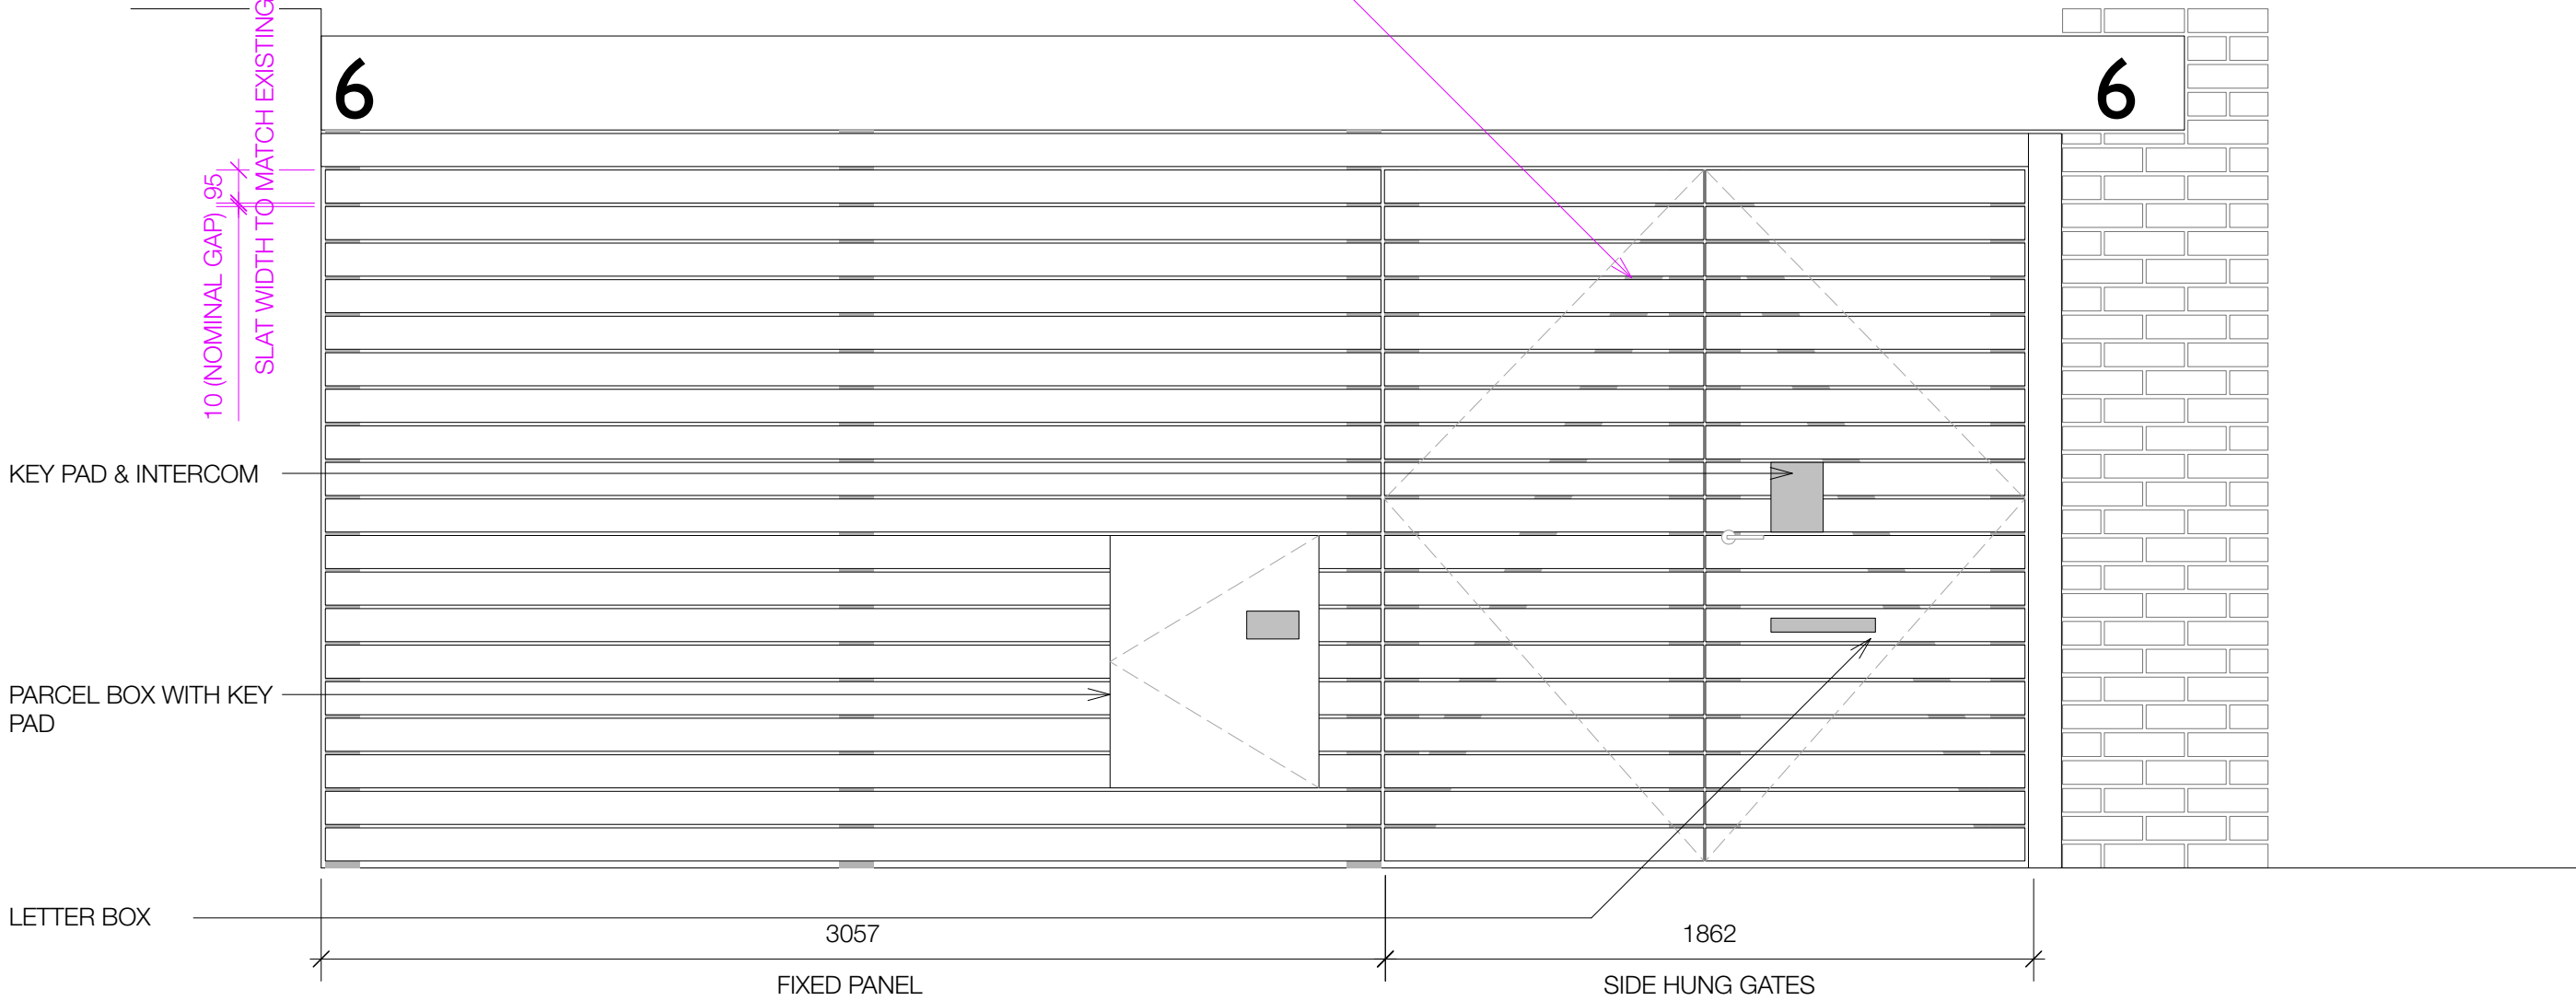 6
6
SLAT WIDTH TO MATCH EXISTING
10 (NOMINAL GAP)
95
KEY PAD & INTERCOM
PARCEL BOX WITH KEY
PAD
LETTER BOX
3057
1862
FIXED PANEL
SIDE HUNG GATES